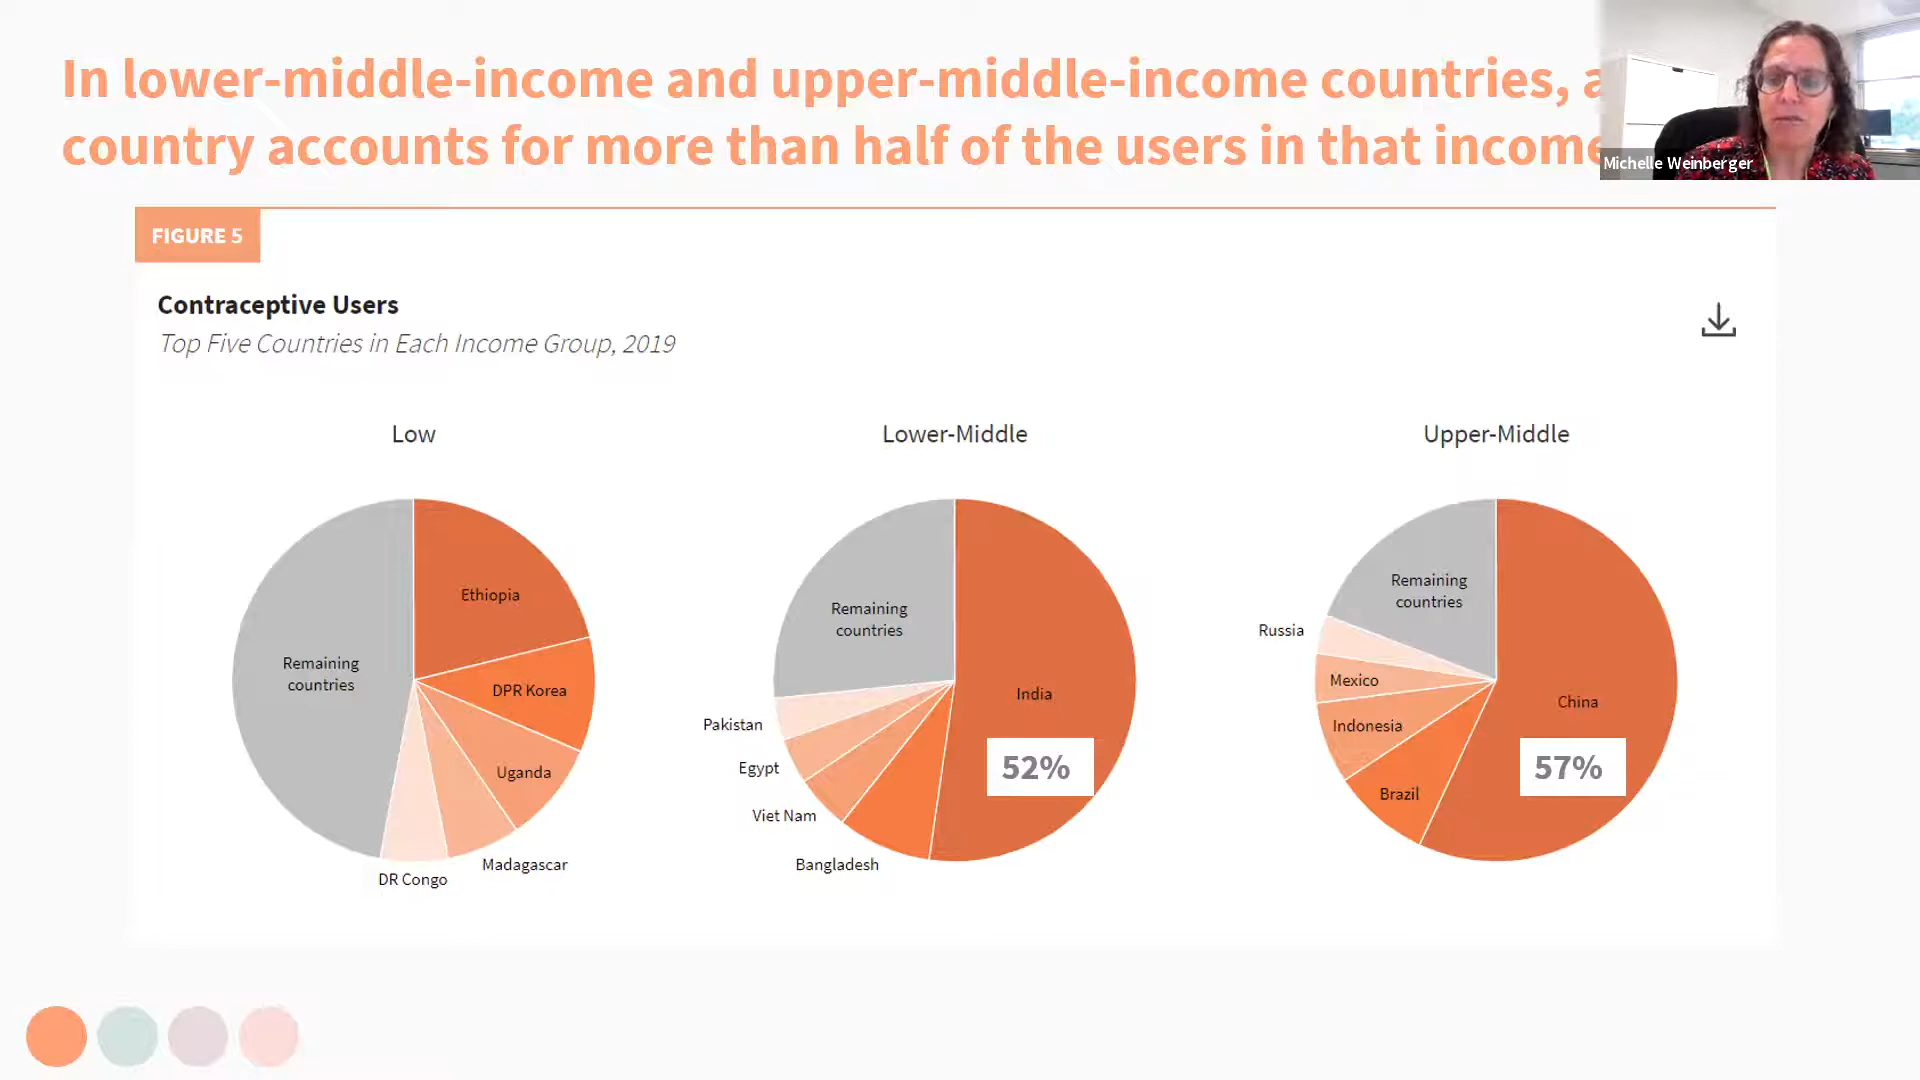 In lower-middle-income and upper-middle-income countries, a
country accounts for more than half of the users in that income
Michelle Weinberger
FIGURE 5
Contraceptive Users
Top Five Countries in Each Income Group, 2019
Low
Ethiopia
DPR Korea
Uganda
Madagascar
DR Congo
Remaining
countries
Lower-Middle
India
52%
Bangladesh
Viet Nam
Egypt
Pakistan
Remaining
countries
Upper-Middle
China
57%
Brazil
Indonesia
Mexico
Russia
Remaining
countries